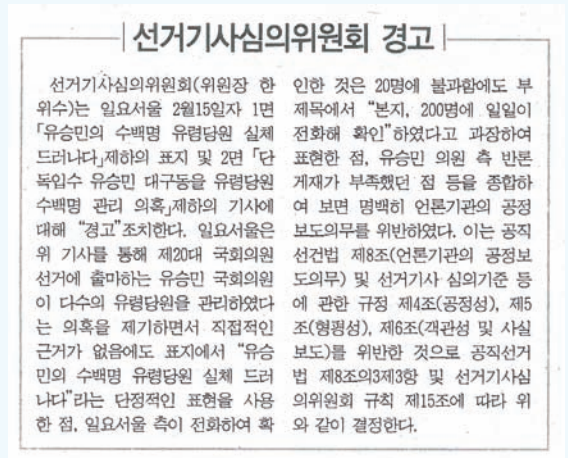 선거기사심의위원회 경고
선거기사심의위원회(위원장 한
위수)는 일요서울 2월15일자 1면
「유승민의 수백명 유령당원 실체
드러나다」제하의 표지 및 2면 「단
독입수 유승민 대구동을 유령당원
수백명 관리 의혹」제하의 기사에
대해 "경고"조치한다. 일요서울은
위 기사를 통해 제20대 국회의원
선거에 출마하는 유승민 국회의원
이 다수의 유령당원을 관리하였다
는 의혹을 제기하면서 직접적인
근거가 없음에도 표지에서 "유승
민의 수백명 유령당원 실체 드러
나다"라는 단정적인 표현을 사용
한 점, 일요서울 측이 전화하여 확
인한 것은 20명에 불과함에도 부
제목에서 "본지, 200명에 일일이
전화해 확인"하였다고 과장하여
표현한 점, 유승민 의원 측 반론
게재가 부족했던 점 등을 종합하
여 보면 명백히 언론기관의 공정
보도의무를 위반하였다. 이는 공직
선건법 제8조(언론기관의 공정보
도의무) 및 선거기사 심의기준 등
에 관한 규정 제4조(공정성), 제5
조(형평성), 제6조(객관성 및 사실
보도)를 위반한 것으로 공직선거
법 제8조의3제3항 및 선거기사심
의위원회 규칙 제15조에 따라 위
와 같이 결정한다.